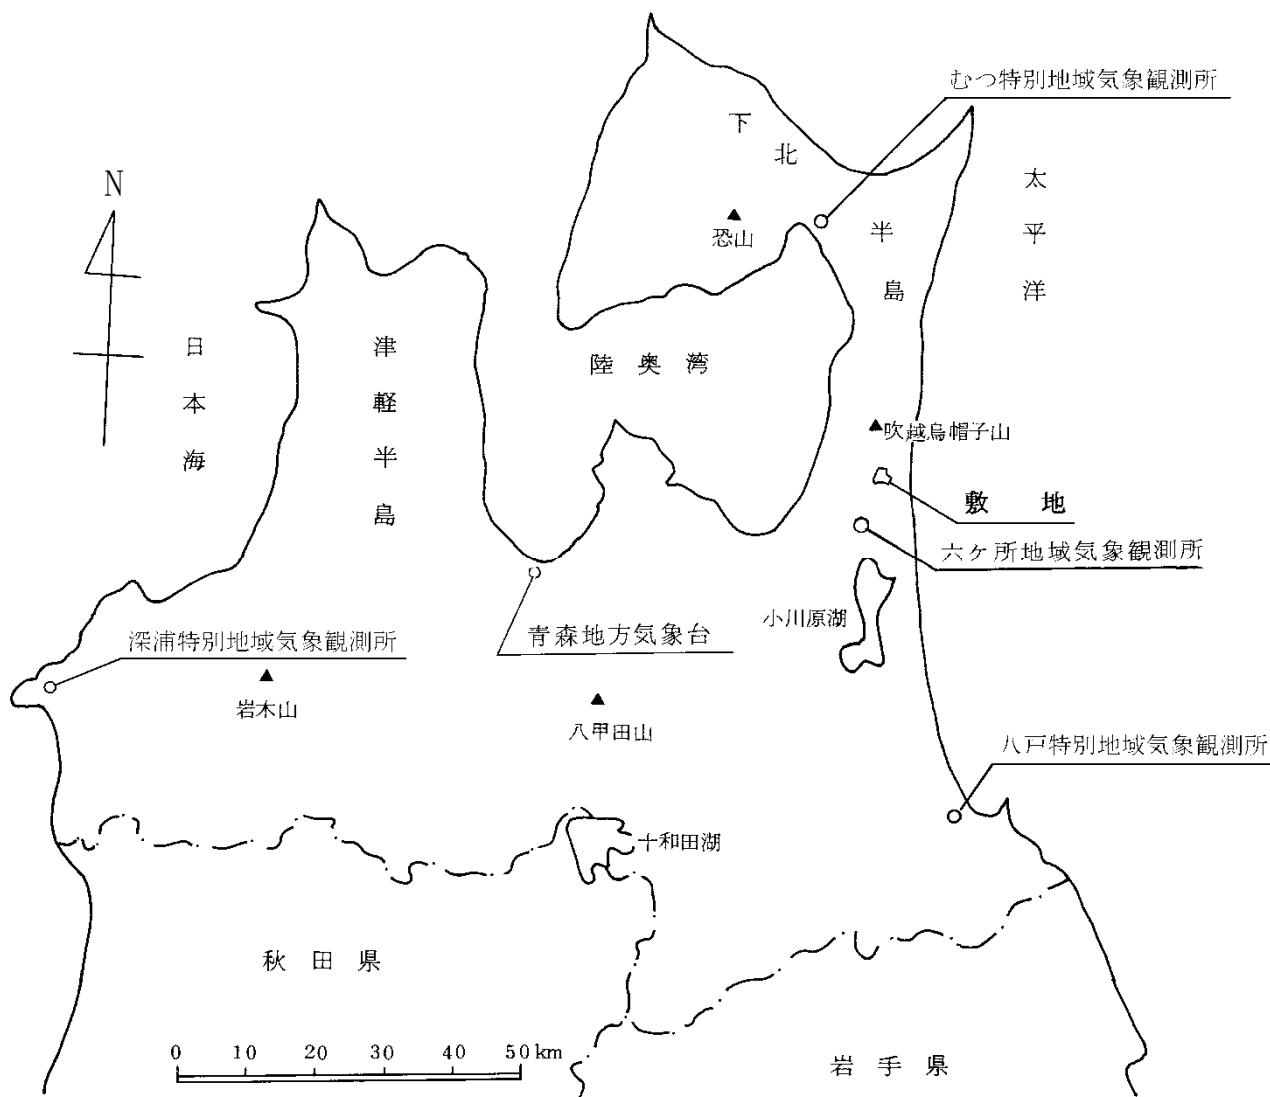 むつ特別地域気象観測所
下北半島
太平洋
N
恐山
日本海
津軽半島
陸奥湾
吹越烏帽子山
敷 地
六ケ所地域気象観測所
小川原湖
深浦特別地域気象観測所
青森地方気象台
岩木山
八甲田山
八戸特別地域気象観測所
十和田湖
秋田県
0 10 20 30 40 50km
岩手県